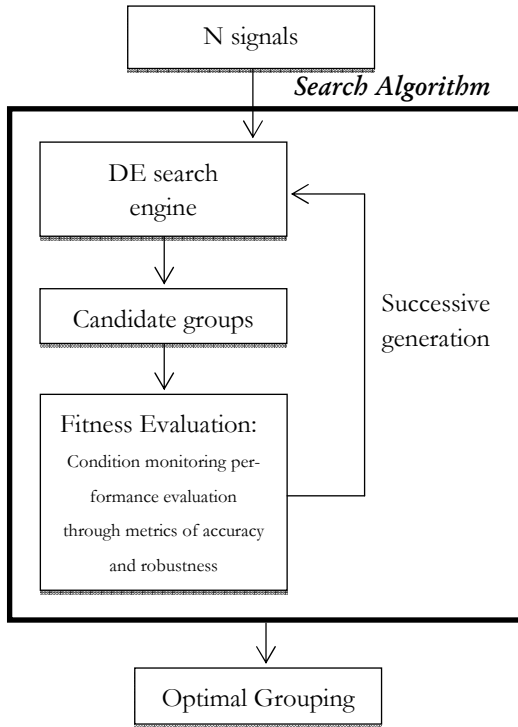 N signals
Search Algorithm
DE search
engine
Candidate groups
Successive
generation
Fitness Evaluation:
Condition monitoring per-
formance evaluation
through metrics of accuracy
and robustness
Optimal Grouping